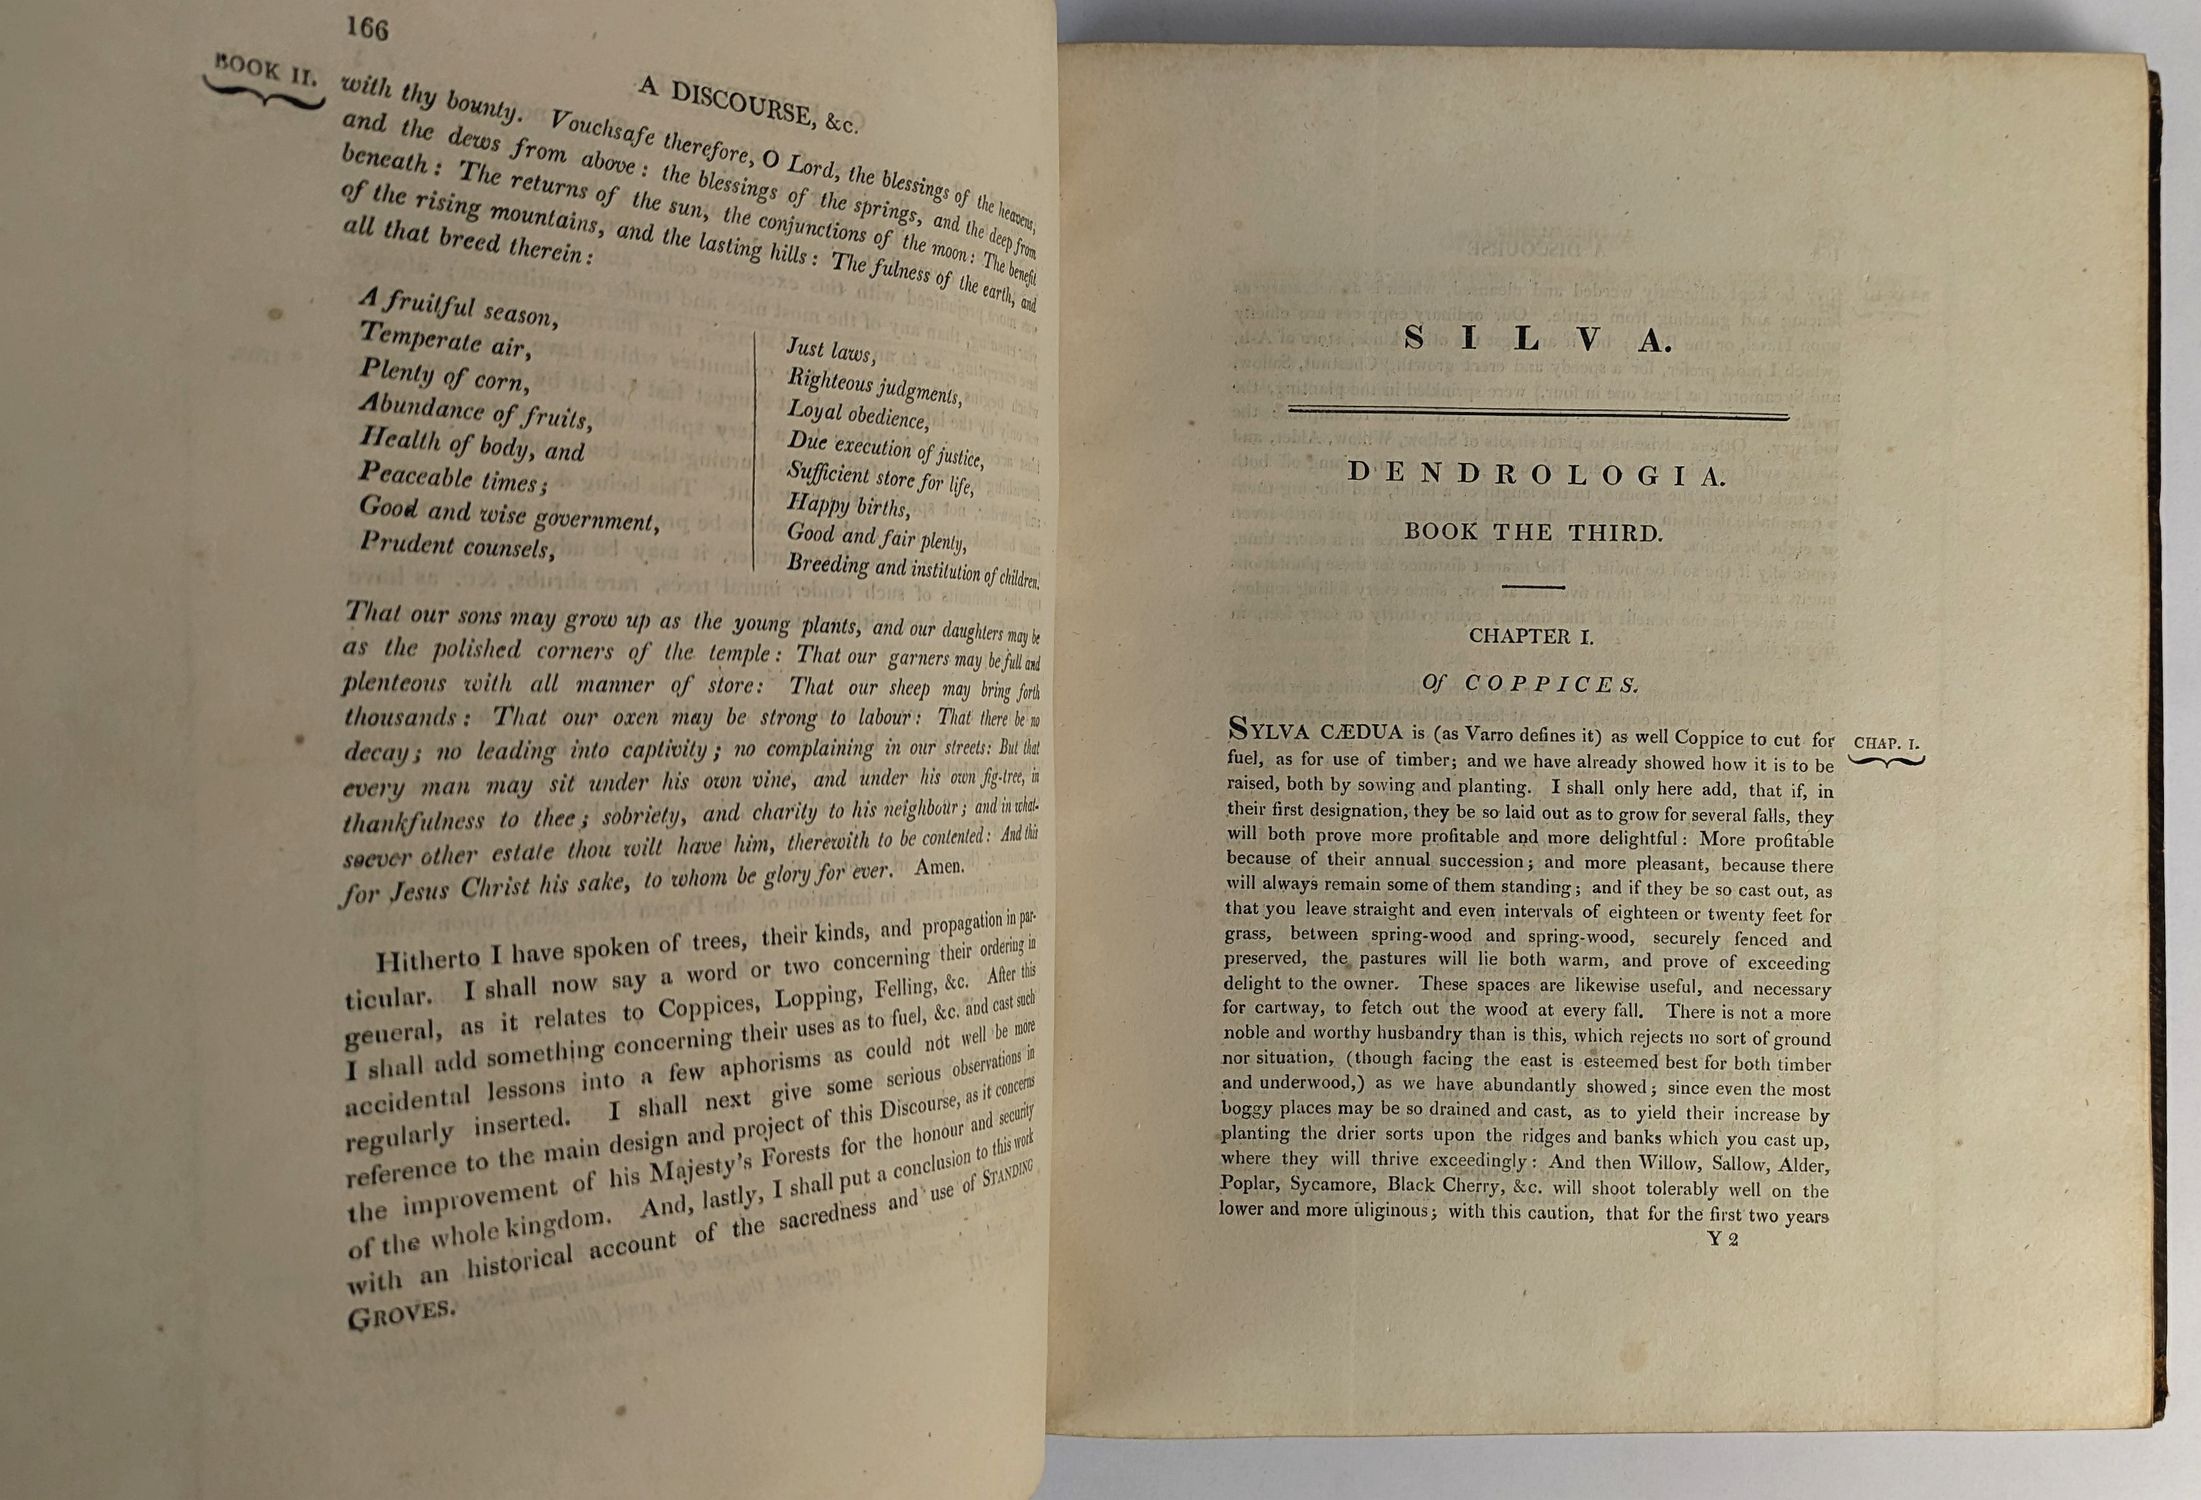 166
BOOK II.
A DISCOURSE, &c.
with thy bounty. Vouchsafe therefore, O Lord, the blessings of the heavens,
and the dews from above: the blessings of the springs, and the deep from
beneath: The returns of the sun, the conjunctions of the moon: The benefit
of the rising mountains, and the lasting hills: The fulness of the earth, and
all that breed therein:
A fruitful season,
Temperate air,
Plenty of corn,
Abundance of fruits,
Health of body, and
Peaceable times;
Good and wise government,
Prudent counsels,
Just laws,
Righteous judgments,
Loyal obedience,
Due execution of justice,
Sufficient store for life,
Happy births,
Good and fair plenty,
Breeding and institution of children.
That our sons may grow up as the young plants, and our daughters may be
as the polished corners of the temple: That our garners may be full and
plenteous with all manner of store: That our sheep may bring forth
thousands: That our oxen may be strong to labour: That there be no
decay; no leading into captivity; no complaining in our streets: But that
every man may sit under his own vine, and under his own fig-tree, in
thankfulness to thee; sobriety, and charity to his neighbour; and in what-
soever other estate thou wilt have him, therewith to be contented: And this
for Jesus Christ his sake, to whom be glory for ever. Amen.
Hitherto I have spoken of trees, their kinds, and propagation in par-
ticular. I shall now say a word or two concerning their ordering in
general, as it relates to Coppices, Lopping, Felling, &c. After this
I shall add something concerning their uses as to fuel, &c. and cast such
accidental lessons into a few aphorisms as could not well be more
regularly inserted. I shall next give some serious observations in
reference to the main design and project of this Discourse, as it concerns
the improvement of his Majesty's Forests for the honour and security
of the whole kingdom. And, lastly, I shall put a conclusion to this work
with an historical account of the sacredness and use of STANDING
GROVES.
SILVA.
DENDROLOGIA.
BOOK THE THIRD.
CHAPTER I.
Of COPPICES.
CHAP. I.
SYLVA CÆDUA is (as Varro defines it) as well Coppice to cut for
fuel, as for use of timber; and we have already showed how it is to be
raised, both by sowing and planting. I shall only here add, that if, in
their first designation, they be so laid out as to grow for several falls, they
will both prove more profitable and more delightful: More profitable
because of their annual succession; and more pleasant, because there
will always remain some of them standing; and if they be so cast out, as
that you leave straight and even intervals of eighteen or twenty feet for
grass, between spring-wood and spring-wood, securely fenced and
preserved, the pastures will lie both warm, and prove of exceeding
delight to the owner. These spaces are likewise useful, and necessary
for cartway, to fetch out the wood at every fall. There is not a more
noble and worthy husbandry than is this, which rejects no sort of ground
nor situation, (though facing the east is esteemed best for both timber
and underwood,) as we have abundantly showed; since even the most
boggy places may be so drained and cast, as to yield their increase by
planting the drier sorts upon the ridges and banks which you cast up,
where they will thrive exceedingly: And then Willow, Sallow, Alder,
Poplar, Sycamore, Black Cherry, &c. will shoot tolerably well on the
lower and more uliginous; with this caution, that for the first two years
Y 2